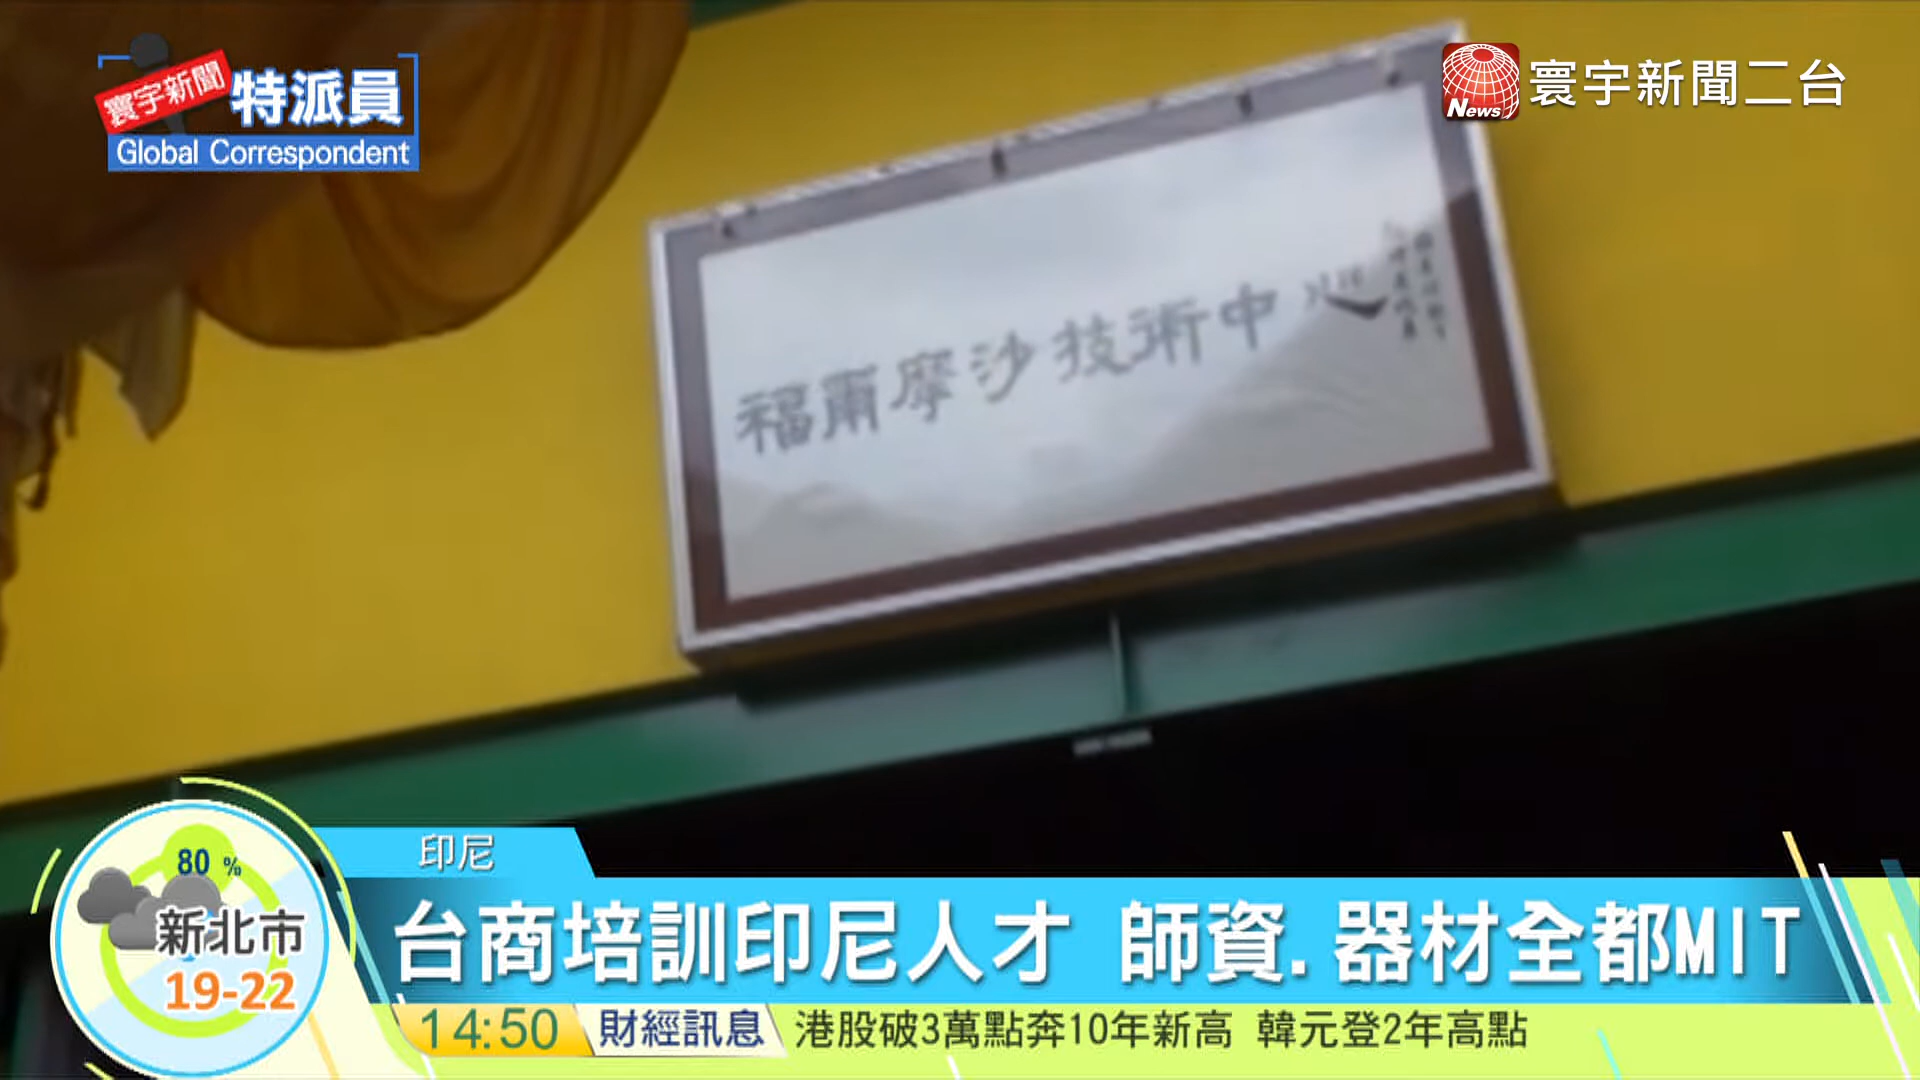 寰宇新聞
特派員
Global Correspondent
News
寰宇新聞二台
福爾摩沙技術中心
印尼
80 %
新北市
19-22
台商培訓印尼人才 師資.器材全都MIT
14:50
財經訊息
港股破3萬點奔10年新高 韓元登2年高點